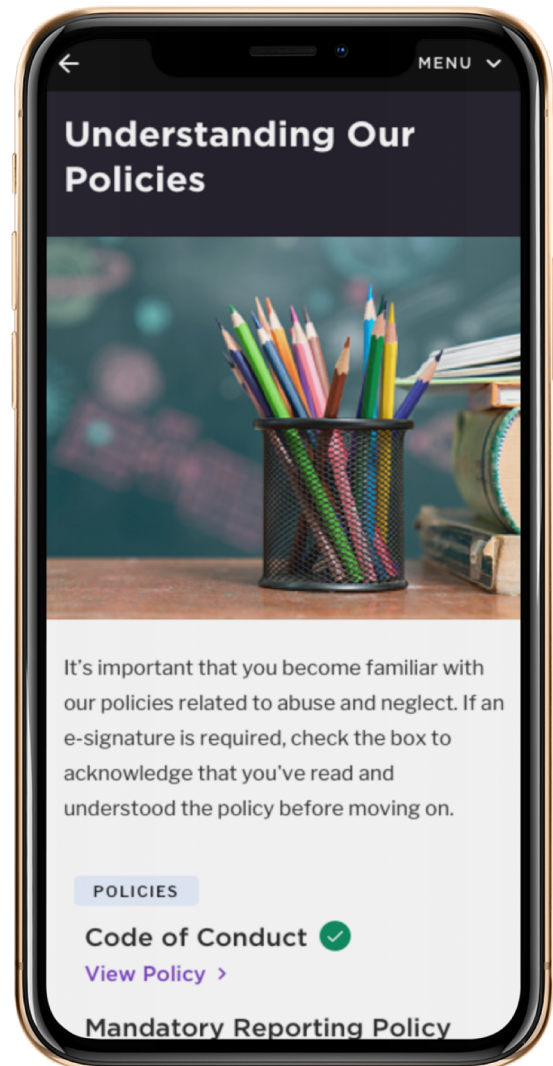 MENU
Understanding Our
Policies
It's important that you become familiar with
our policies related to abuse and neglect. If an
e-signature is required, check the box to
acknowledge that you've read and
understood the policy before moving on.
POLICIES
Code of Conduct
View Policy >
Mandatory Reporting Policy